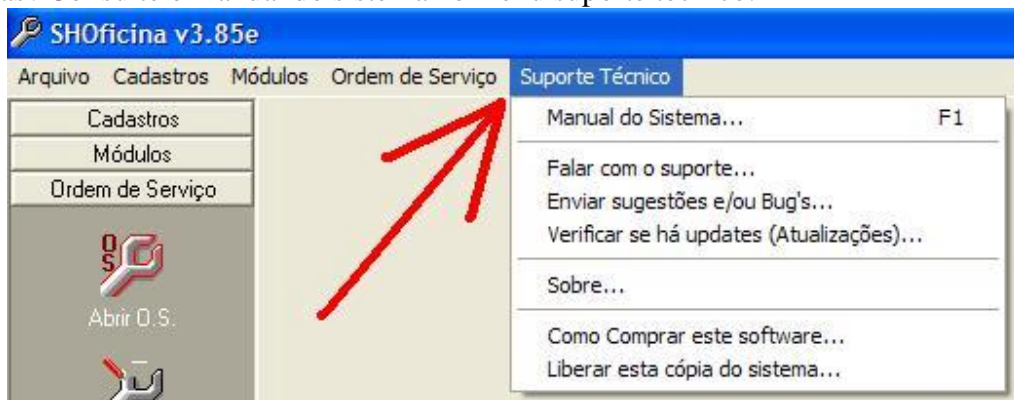 SHOficina v3.85e
Arquivo Cadastros Módulos Ordem de Serviço Suporte Técnico
Cadastros
Módulos
Ordem de Serviço
OS
Abrir O.S.
Manual do Sistema... F1
Falar com o suporte...
Enviar sugestões e/ou Bug's...
Verificar se há updates (Atualizações)...
Sobre...
Como Comprar este software...
Liberar esta cópia do sistema...